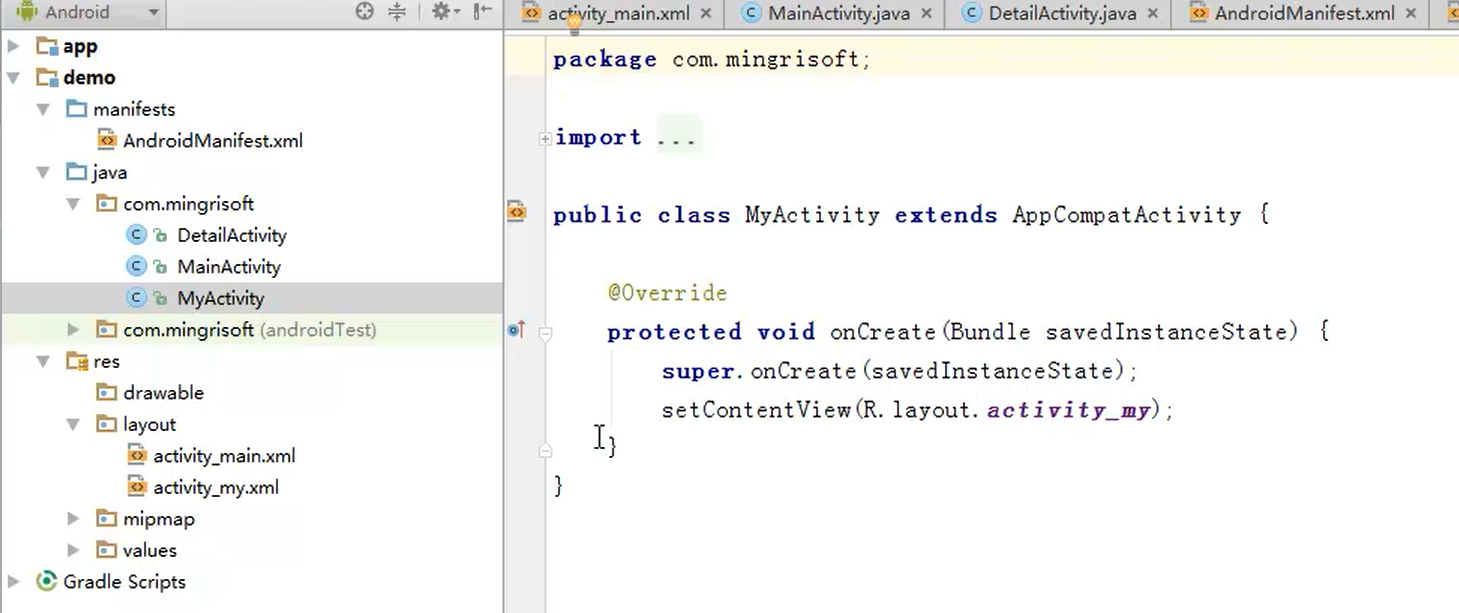 Android
app
demo
manifests
AndroidManifest.xml
java
com.mingrisoft
DetailActivity
MainActivity
MyActivity
com.mingrisoft (androidTest)
res
drawable
layout
activity_main.xml
activity_my.xml
mipmap
values
Gradle Scripts
activity_main.xml
MainActivity.java
DetailActivity.java
AndroidManifest.xml
package com.mingrisoft;
import ...
public class MyActivity extends AppCompatActivity {
@Override
protected void onCreate(Bundle savedInstanceState) {
super.onCreate(savedInstanceState);
setContentView(R.layout.activity_my);
}
}